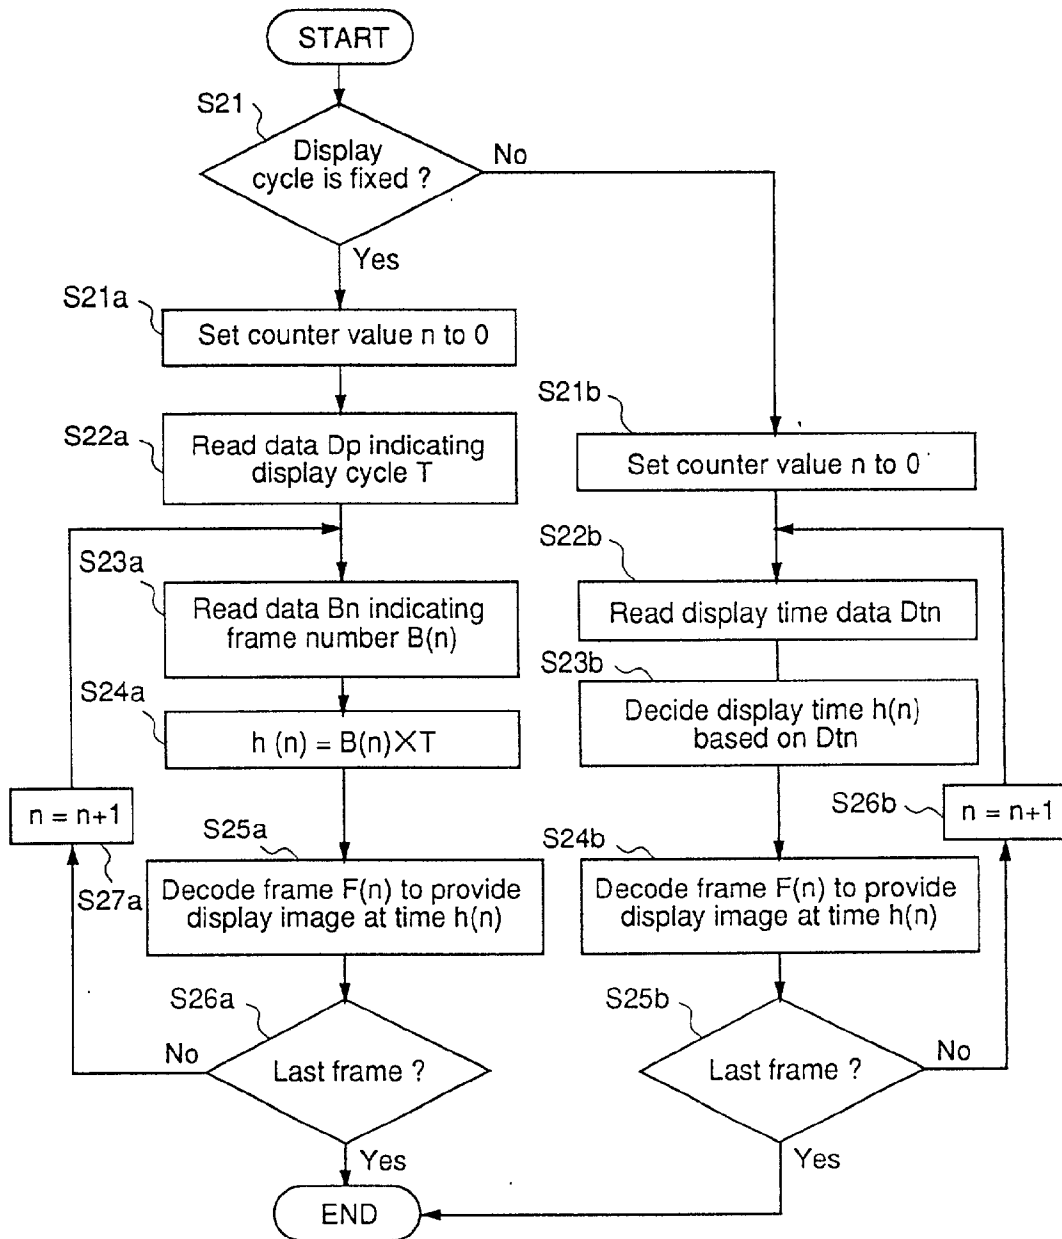 START
S21
Display
cycle is fixed ?
No
Yes
S21a
Set counter value n to 0
S21b
Set counter value n to 0
S22a
Read data Dp indicating
display cycle T
S22b
Read display time data Dtn
S23a
Read data Bn indicating
frame number B(n)
S23b
Decide display time h(n)
based on Dtn
S24a
h (n) = B(n)×T
n = n+1
S27a
S26b
n = n+1
S25a
Decode frame F(n) to provide
display image at time h(n)
S24b
Decode frame F(n) to provide
display image at time h(n)
S26a
Last frame ?
No
Yes
S25b
Last frame ?
No
Yes
END